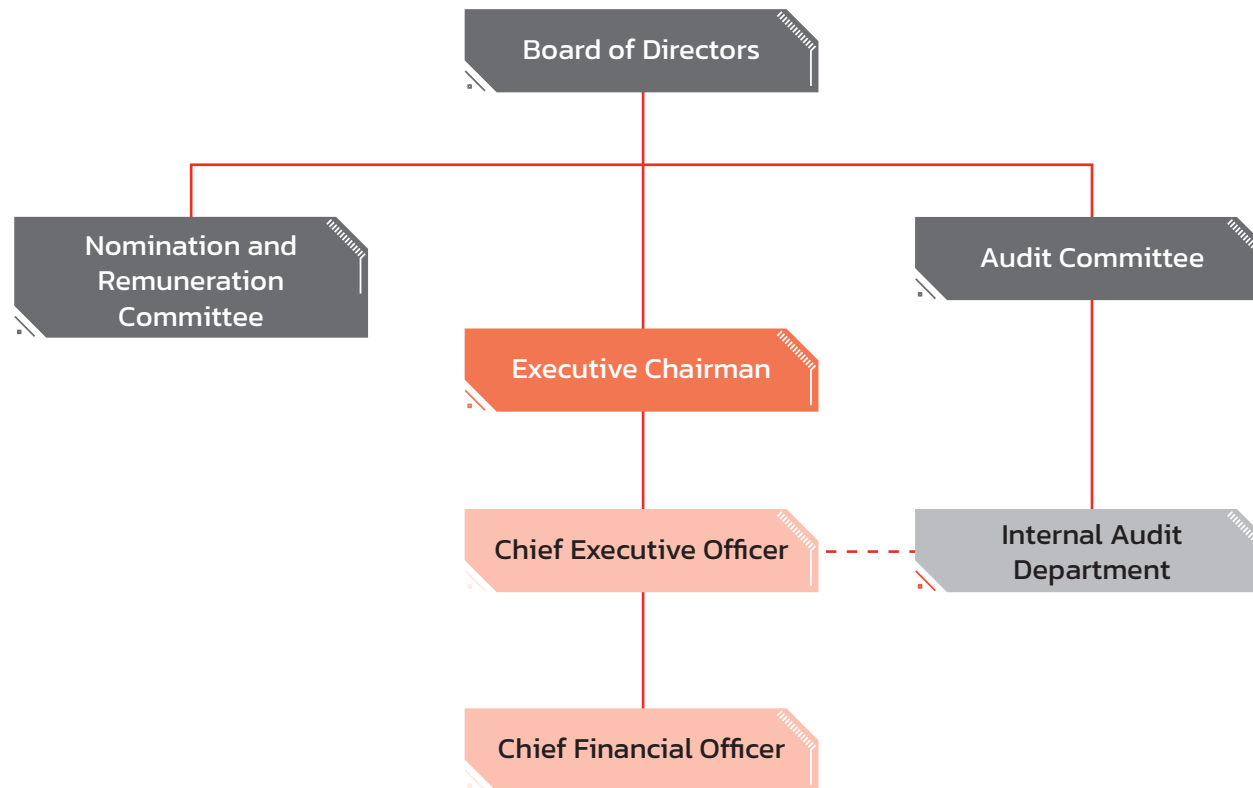 Board of Directors
Nomination and
Remuneration
Committee
Audit Committee
Executive Chairman
Chief Executive Officer
Internal Audit
Department
Chief Financial Officer